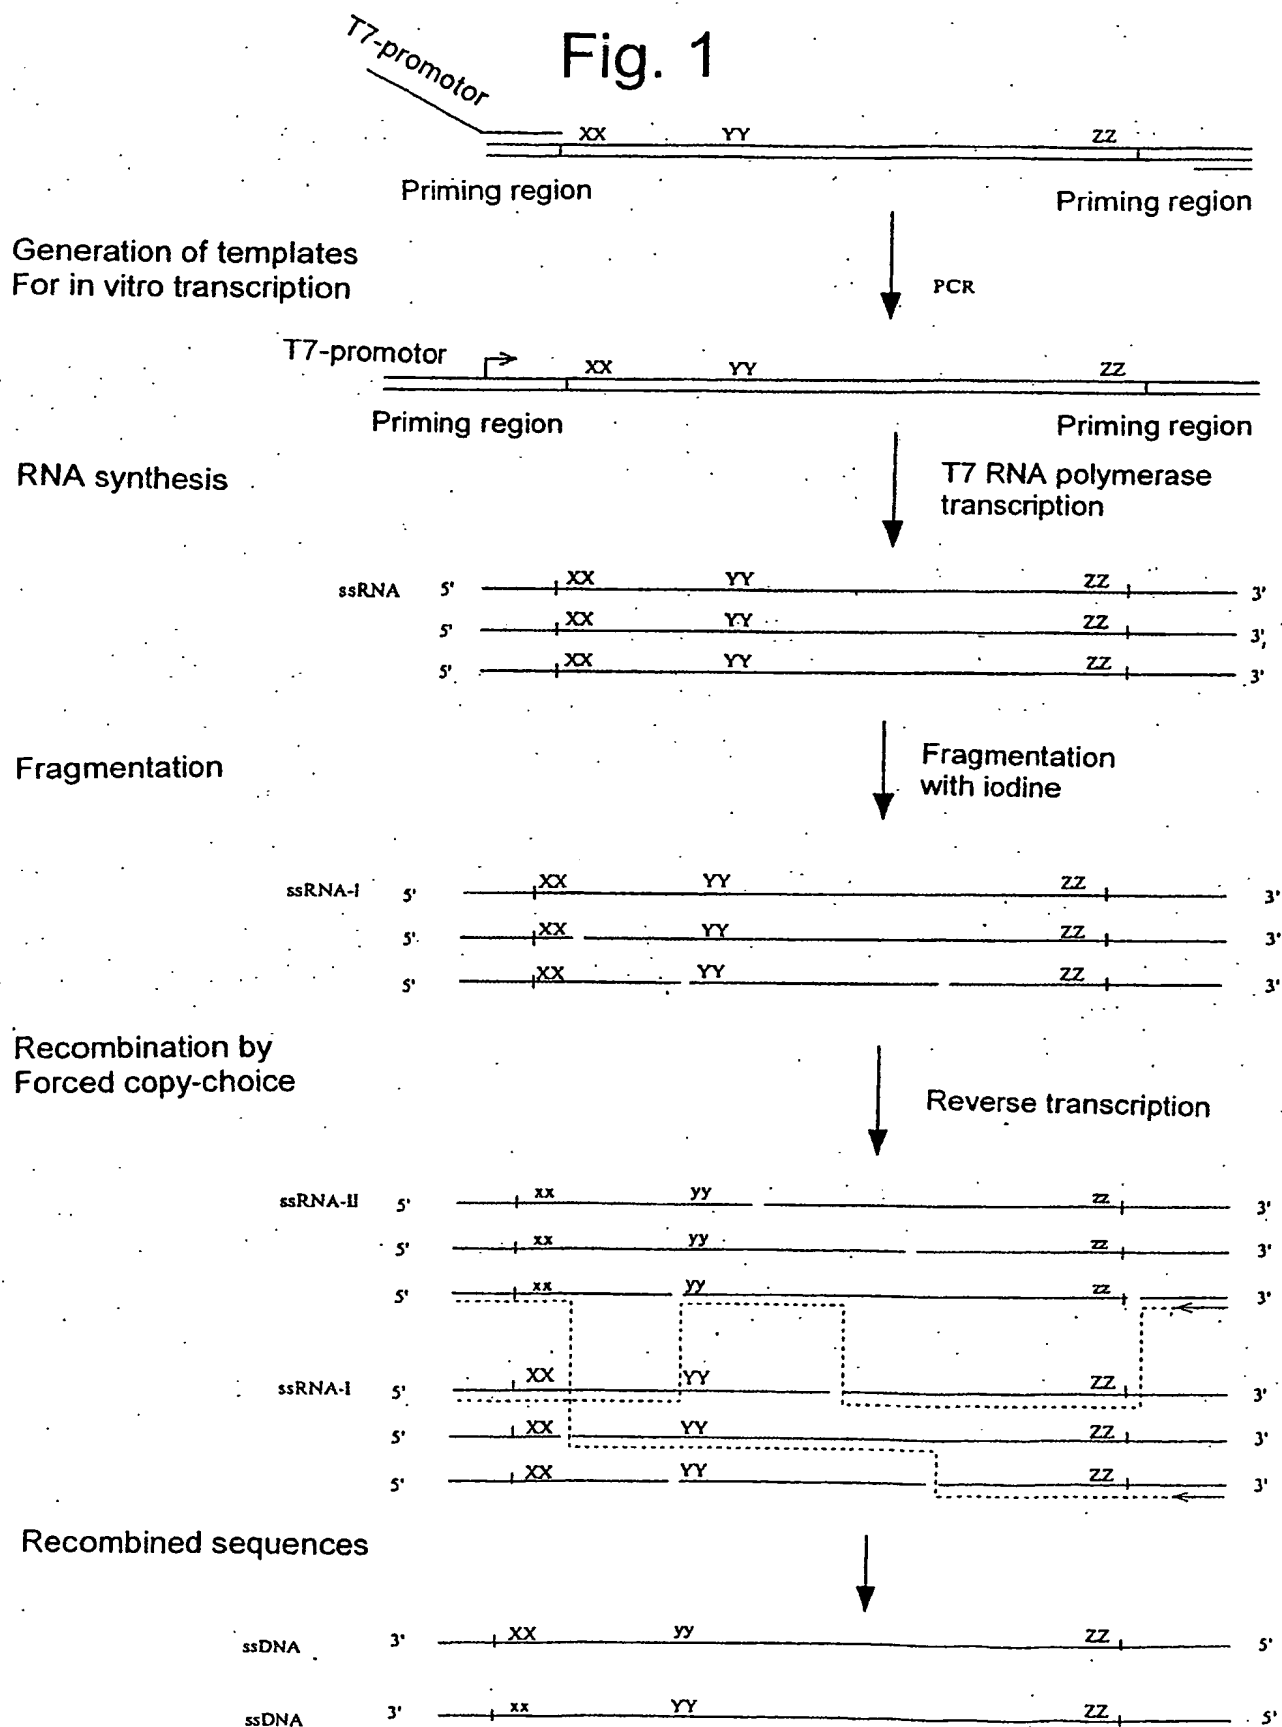 Fig. 1
T7-promotor
XX YY ZZ
Priming region Priming region
Generation of templates
For in vitro transcription
PCR
T7-promotor
XX YY ZZ
Priming region Priming region
RNA synthesis
T7 RNA polymerase
transcription
ssRNA 5' XX YY ZZ 3'
5' XX YY ZZ 3'
5' XX YY ZZ 3'
Fragmentation
Fragmentation
with iodine
ssRNA-I 5' XX YY ZZ 3'
5' XX YY ZZ 3'
5' XX YY ZZ 3'
Recombination by
Forced copy-choice
Reverse transcription
ssRNA-II 5' xx yy zz 3'
5' xx yy zz 3'
5' xx yy zz 3'
ssRNA-I 5' XX YY ZZ 3'
5' XX YY ZZ 3'
5' XX YY ZZ 3'
Recombined sequences
ssDNA 3' XX yy ZZ 5'
ssDNA 3' xx YY ZZ 5'